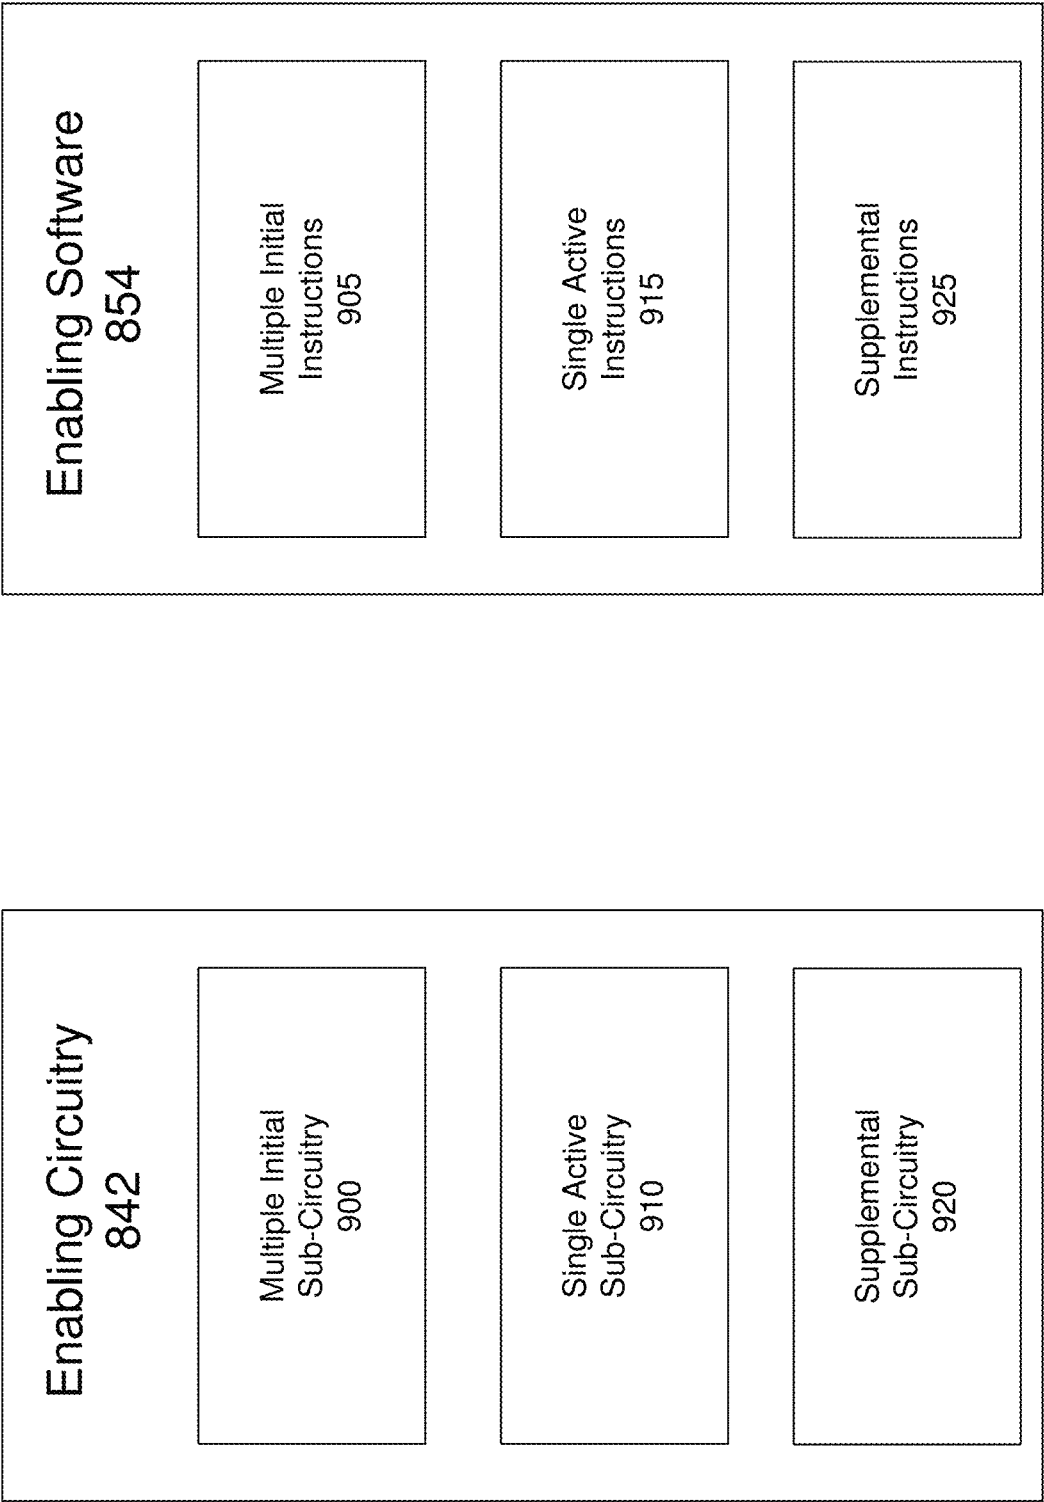 Enabling Circuitry
842
Multiple Initial
Sub-Circuitry
900
Single Active
Sub-Circuitry
910
Supplemental
Sub-Circuitry
920
Enabling Software
854
Multiple Initial
Instructions
905
Single Active
Instructions
915
Supplemental
Instructions
925